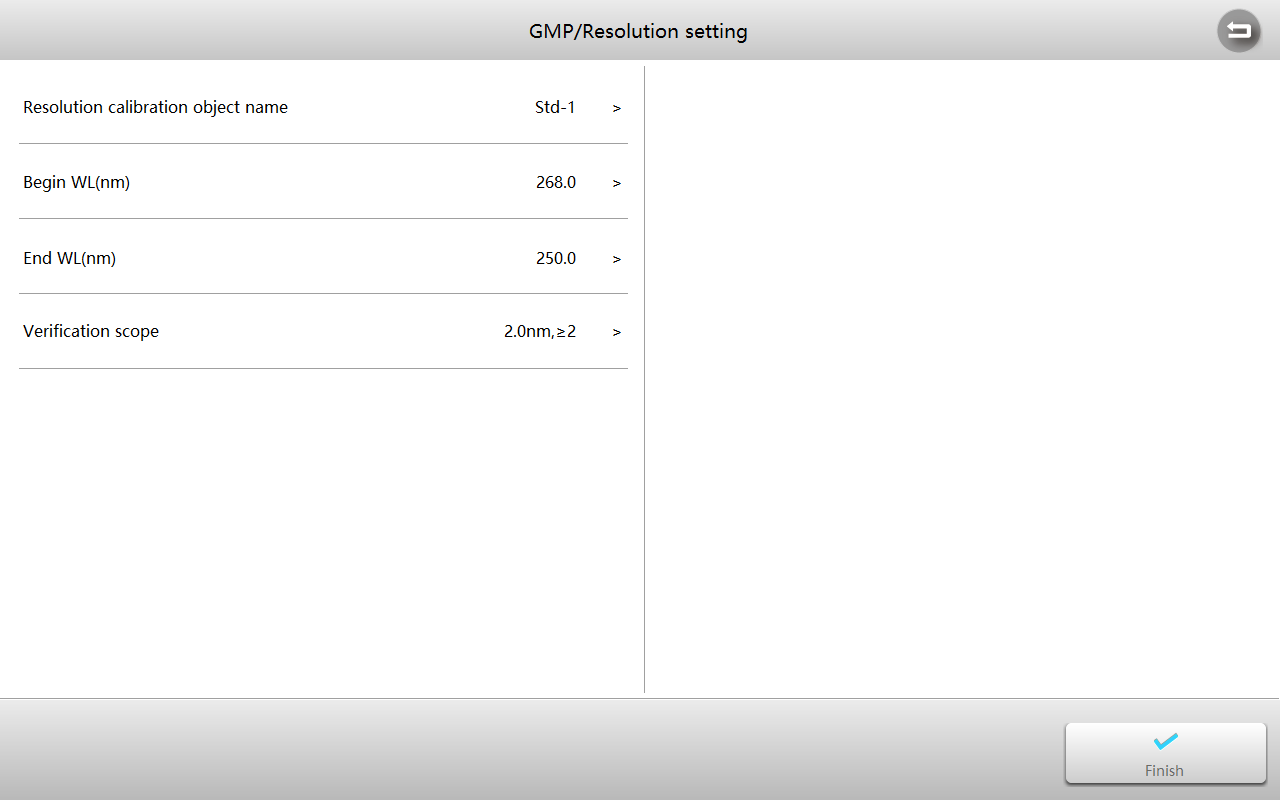 GMP/Resolution setting
Resolution calibration object name Std-1 >
Begin WL(nm) 268.0 >
End WL(nm) 250.0 >
Verification scope 2.0nm,≥2 >
Finish